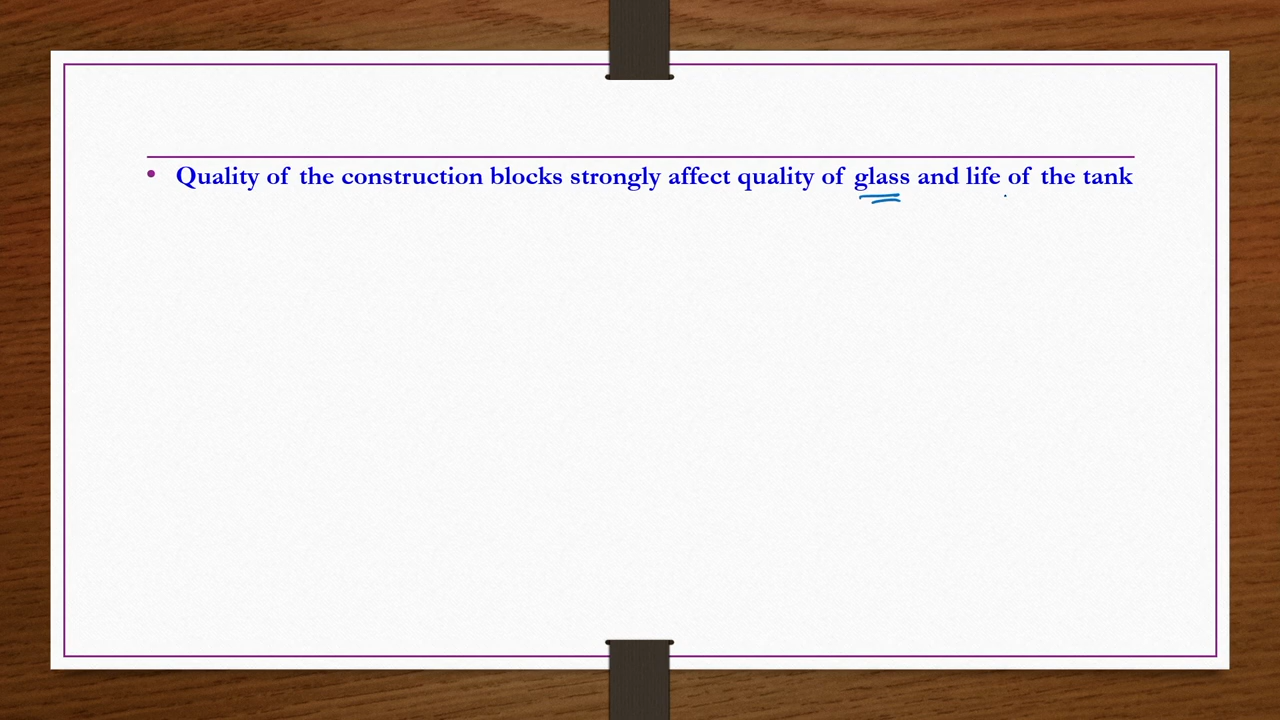 • Quality of the construction blocks strongly affect quality of glass and life of the tank